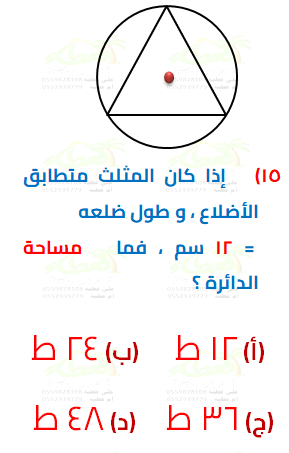 ١٥) إذا كان المثلث متطابق
الأضلاع ، و طول ضلعه
= ١٢ سم ، فما مساحة
الدائرة ؟
(أ) ١٢ ط (ب) ٢٤ ط
(ج) ٣٦ ط (د) ٤٨ ط